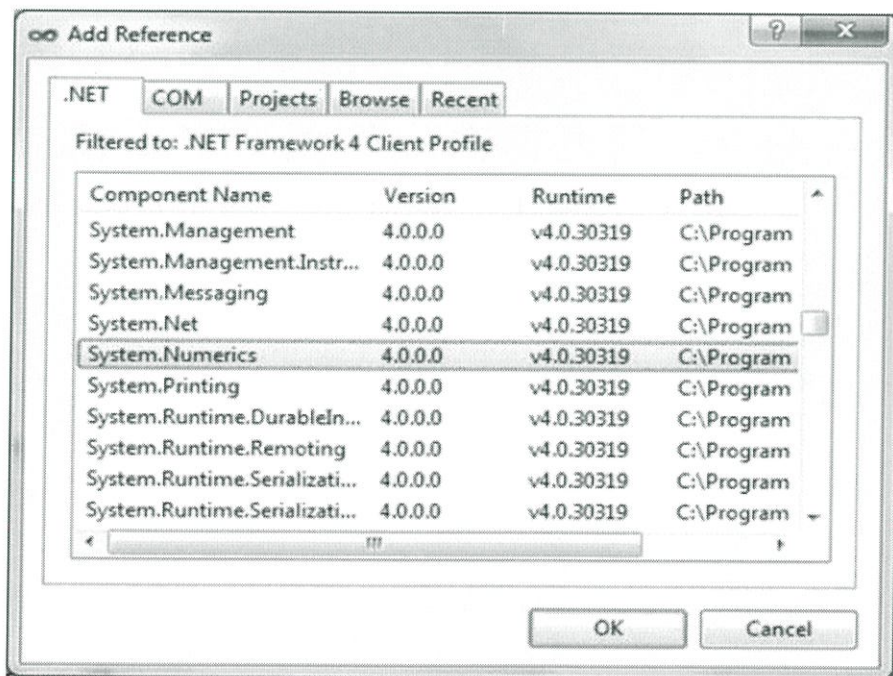 Add Reference
.NET COM Projects Browse Recent
Filtered to: .NET Framework 4 Client Profile
Component Name Version Runtime Path
System.Management 4.0.0.0 v4.0.30319 C:\Program
System.Management.Instr... 4.0.0.0 v4.0.30319 C:\Program
System.Messaging 4.0.0.0 v4.0.30319 C:\Program
System.Net 4.0.0.0 v4.0.30319 C:\Program
System.Numerics 4.0.0.0 v4.0.30319 C:\Program
System.Printing 4.0.0.0 v4.0.30319 C:\Program
System.Runtime.DurableIn... 4.0.0.0 v4.0.30319 C:\Program
System.Runtime.Remoting 4.0.0.0 v4.0.30319 C:\Program
System.Runtime.Serializati... 4.0.0.0 v4.0.30319 C:\Program
System.Runtime.Serializati... 4.0.0.0 v4.0.30319 C:\Program
OK Cancel